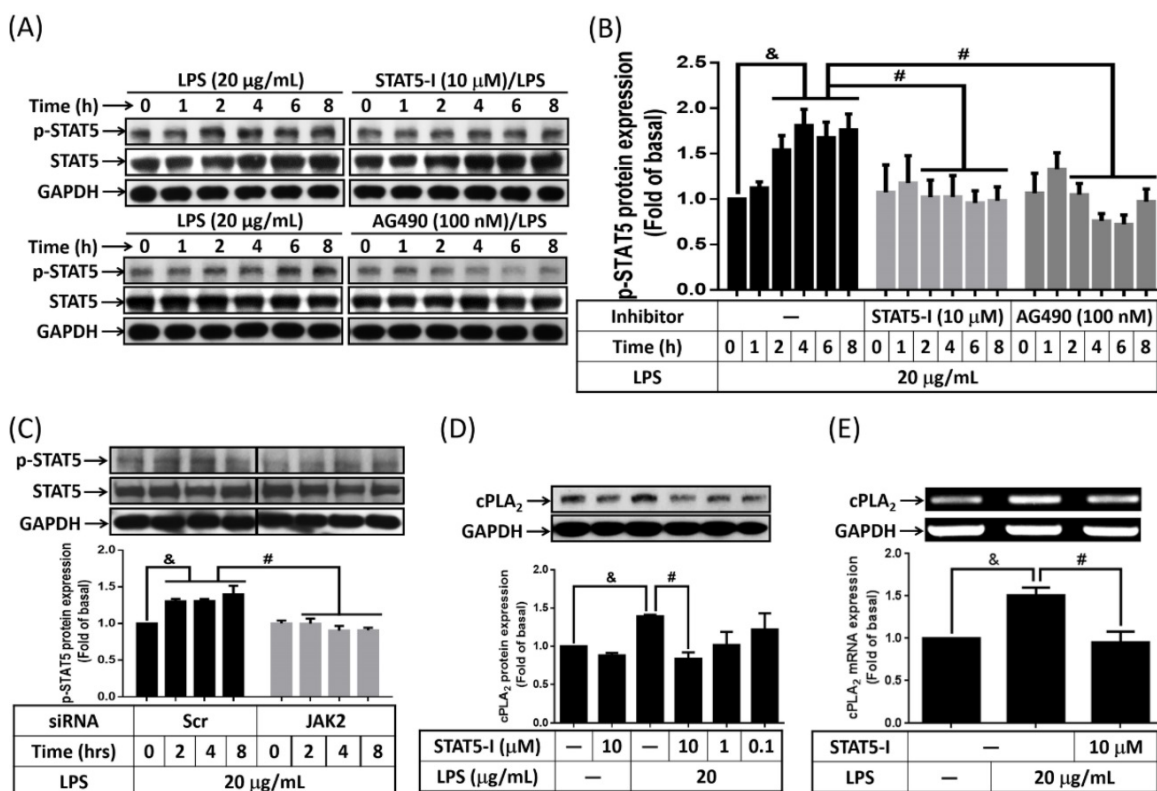 (A)
LPS (20 μg/mL) STAT5-I (10 μM)/LPS
Time (h) 0 1 2 4 6 8 0 1 2 4 6 8
p-STAT5
STAT5
GAPDH
LPS (20 μg/mL) AG490 (100 nM)/LPS
Time (h) 0 1 2 4 6 8 0 1 2 4 6 8
p-STAT5
STAT5
GAPDH
(B)
p-STAT5 protein expression
(Fold of basal)
2.5
2.0
1.5
1.0
0.5
0.0
& # #
Inhibitor — STAT5-I (10 μM) AG490 (100 nM)
Time (h) 0 1 2 4 6 8 0 1 2 4 6 8 0 1 2 4 6 8
LPS 20 μg/mL
(C)
p-STAT5
STAT5
GAPDH
p-STAT5 protein expression
(Fold of basal)
2.0
1.5
1.0
0.5
0.0
& #
siRNA Scr JAK2
Time (hrs) 0 2 4 8 0 2 4 8
LPS 20 μg/mL
(D)
cPLA₂
GAPDH
cPLA₂ protein expression
(Fold of basal)
2.0
1.5
1.0
0.5
0.0
& #
STAT5-I (μM) — 10 — 10 1 0.1
LPS (μg/mL) — 20
(E)
cPLA₂
GAPDH
cPLA₂ mRNA expression
(Fold of basal)
2.0
1.5
1.0
0.5
0.0
& #
STAT5-I — 10 μM
LPS — 20 μg/mL